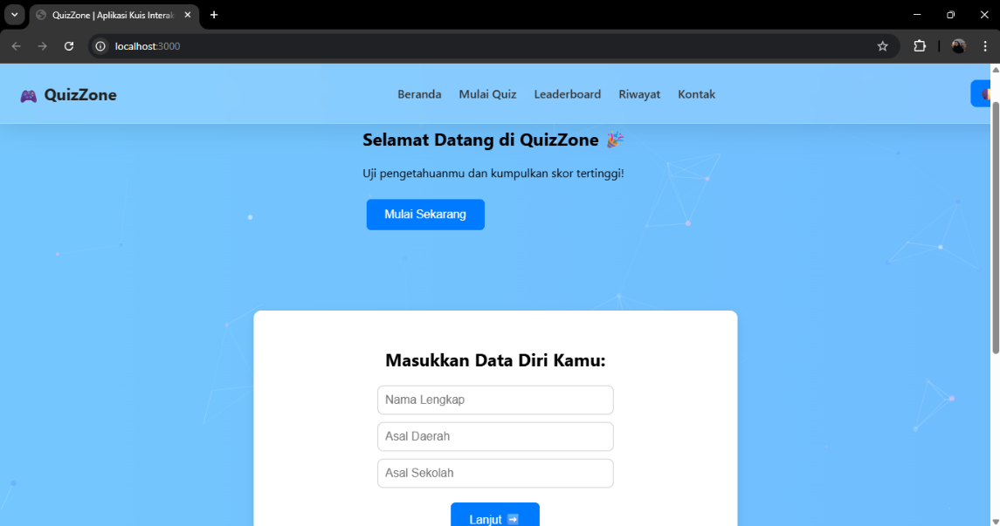 QuizZone | Aplikasi Kuis Interak
localhost:3000
QuizZone
Beranda Mulai Quiz Leaderboard Riwayat Kontak
Selamat Datang di QuizZone 🎉
Uji pengetahuanmu dan kumpulkan skor tertinggi!
Mulai Sekarang
Masukkan Data Diri Kamu:
Nama Lengkap
Asal Daerah
Asal Sekolah
Lanjut ➡️